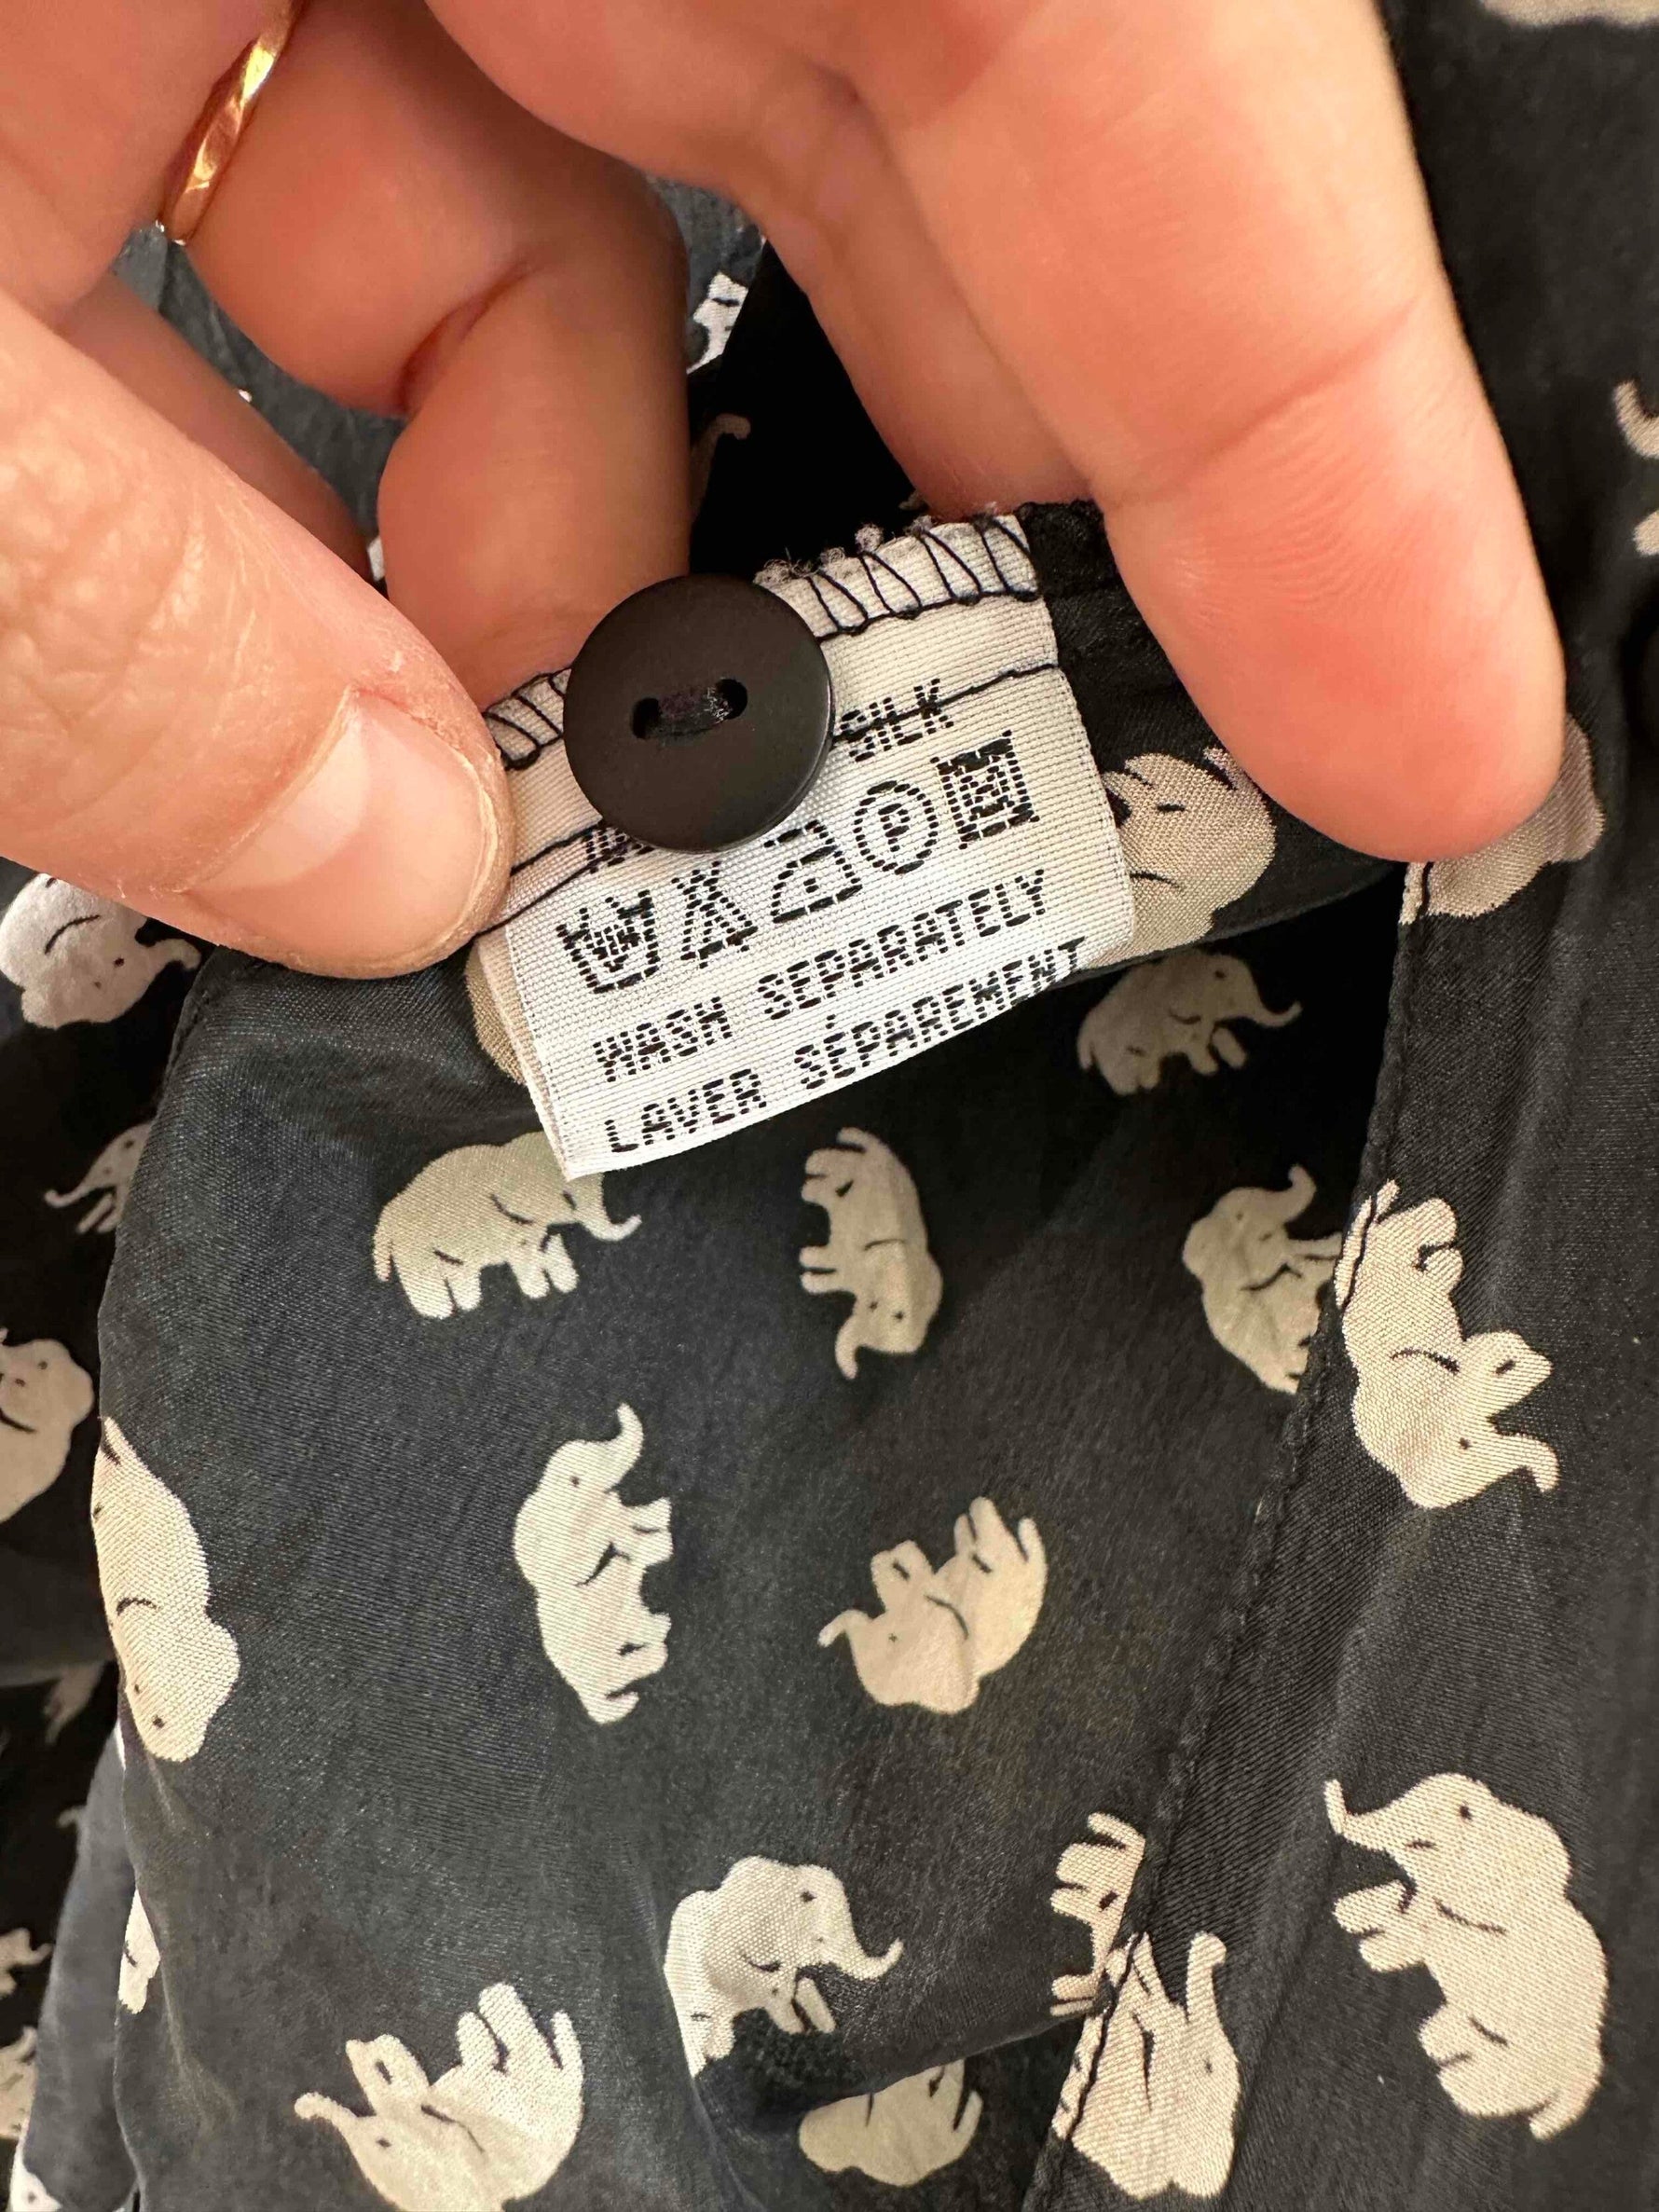 SILK
P
WASH SEPARATELY
LAVER SÉPAREMENT